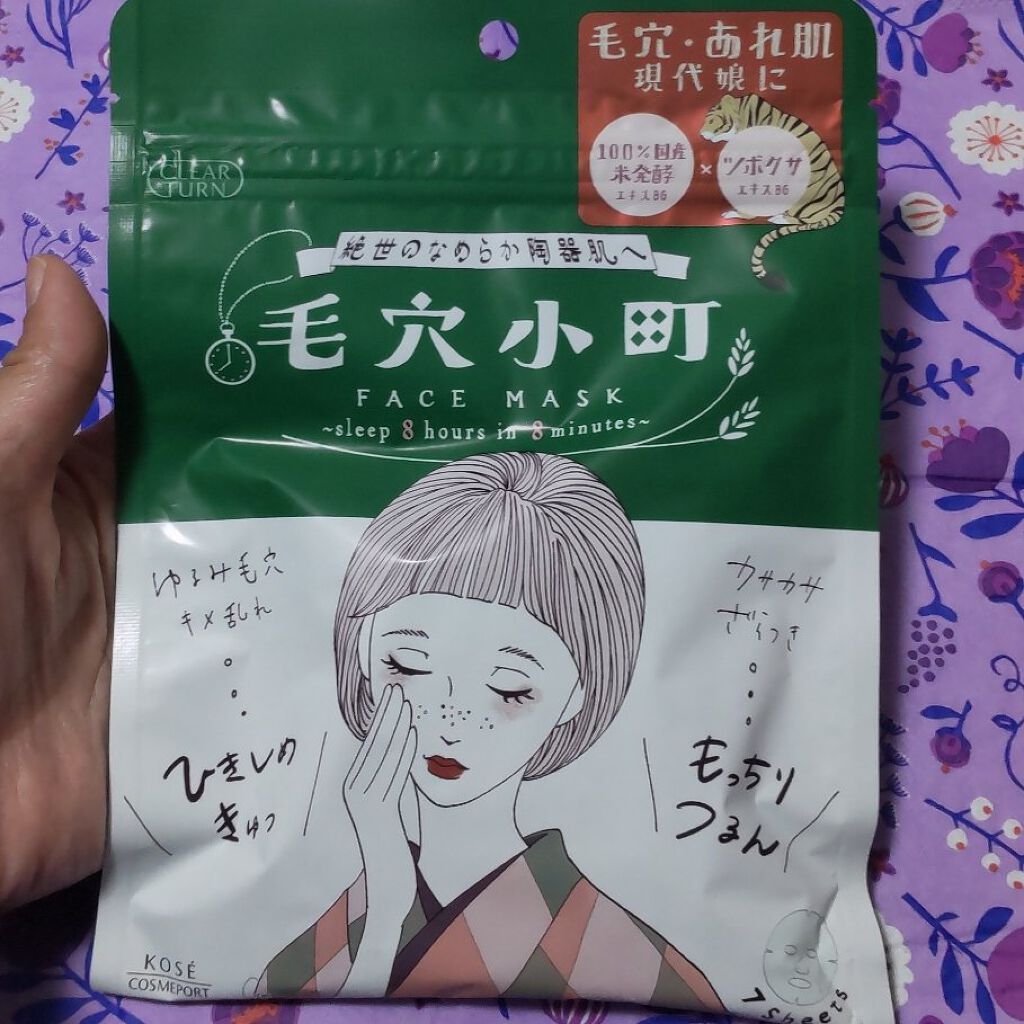 毛穴・あれ肌
現代娘に
100%国産
米発酵
エキスBG
×
ツボクサ
エキスBG
CLEAR
TURN
絶世のなめらか陶器肌へ
毛穴小町
FACE MASK
~sleep 8 hours in 8 minutes~
ゆるみ毛穴
キメ乱れ
ひきしめ
きゅっ
カサカサ
ざらつき
もっちり
つるん
KOSÉ
COSMEPORT
7 sheets